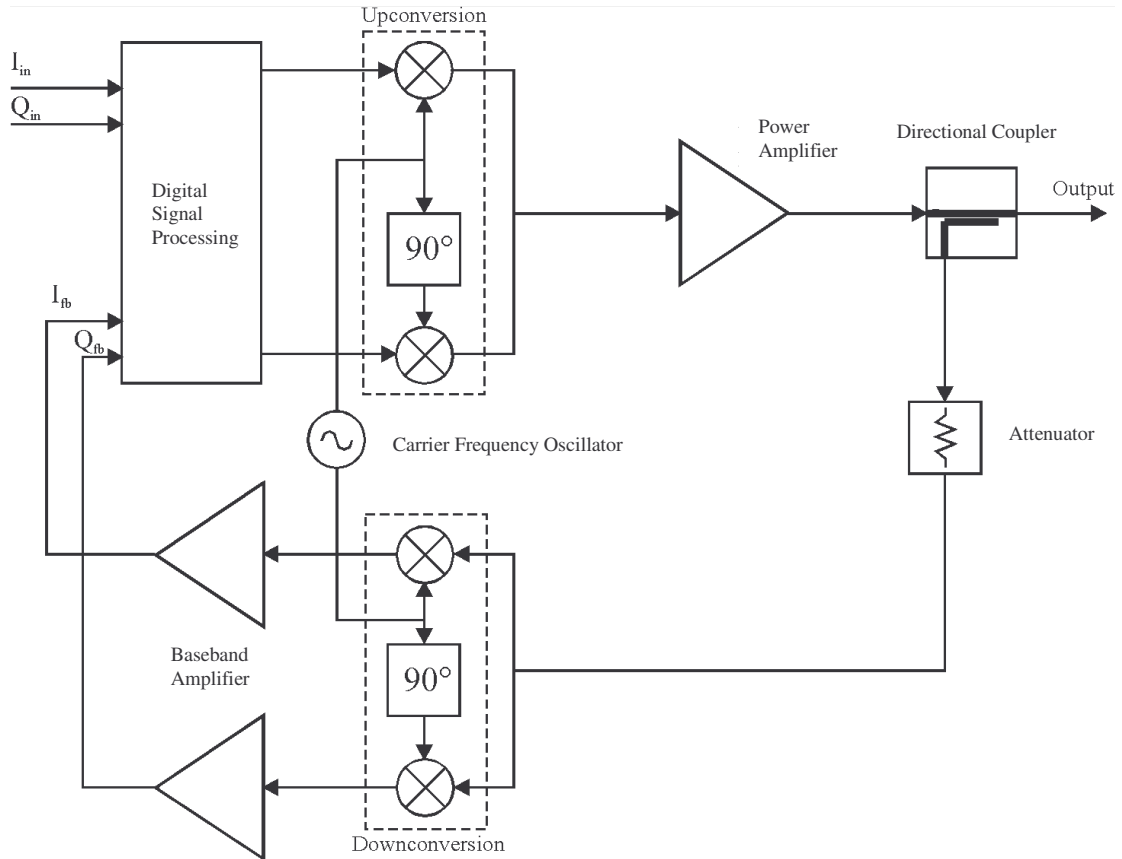 Upconversion
I_in
Q_in
Digital
Signal
Processing
90°
Power
Amplifier
Directional Coupler
Output
I_fb
Q_fb
Carrier Frequency Oscillator
Attenuator
Baseband
Amplifier
90°
Downconversion